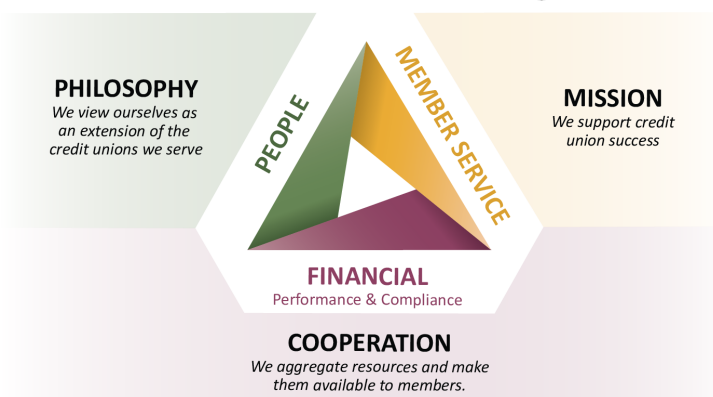 PHILOSOPHY
We view ourselves as
an extension of the
credit unions we serve
PEOPLE
MEMBER SERVICE
MISSION
We support credit
union success
FINANCIAL
Performance & Compliance
COOPERATION
We aggregate resources and make
them available to members.